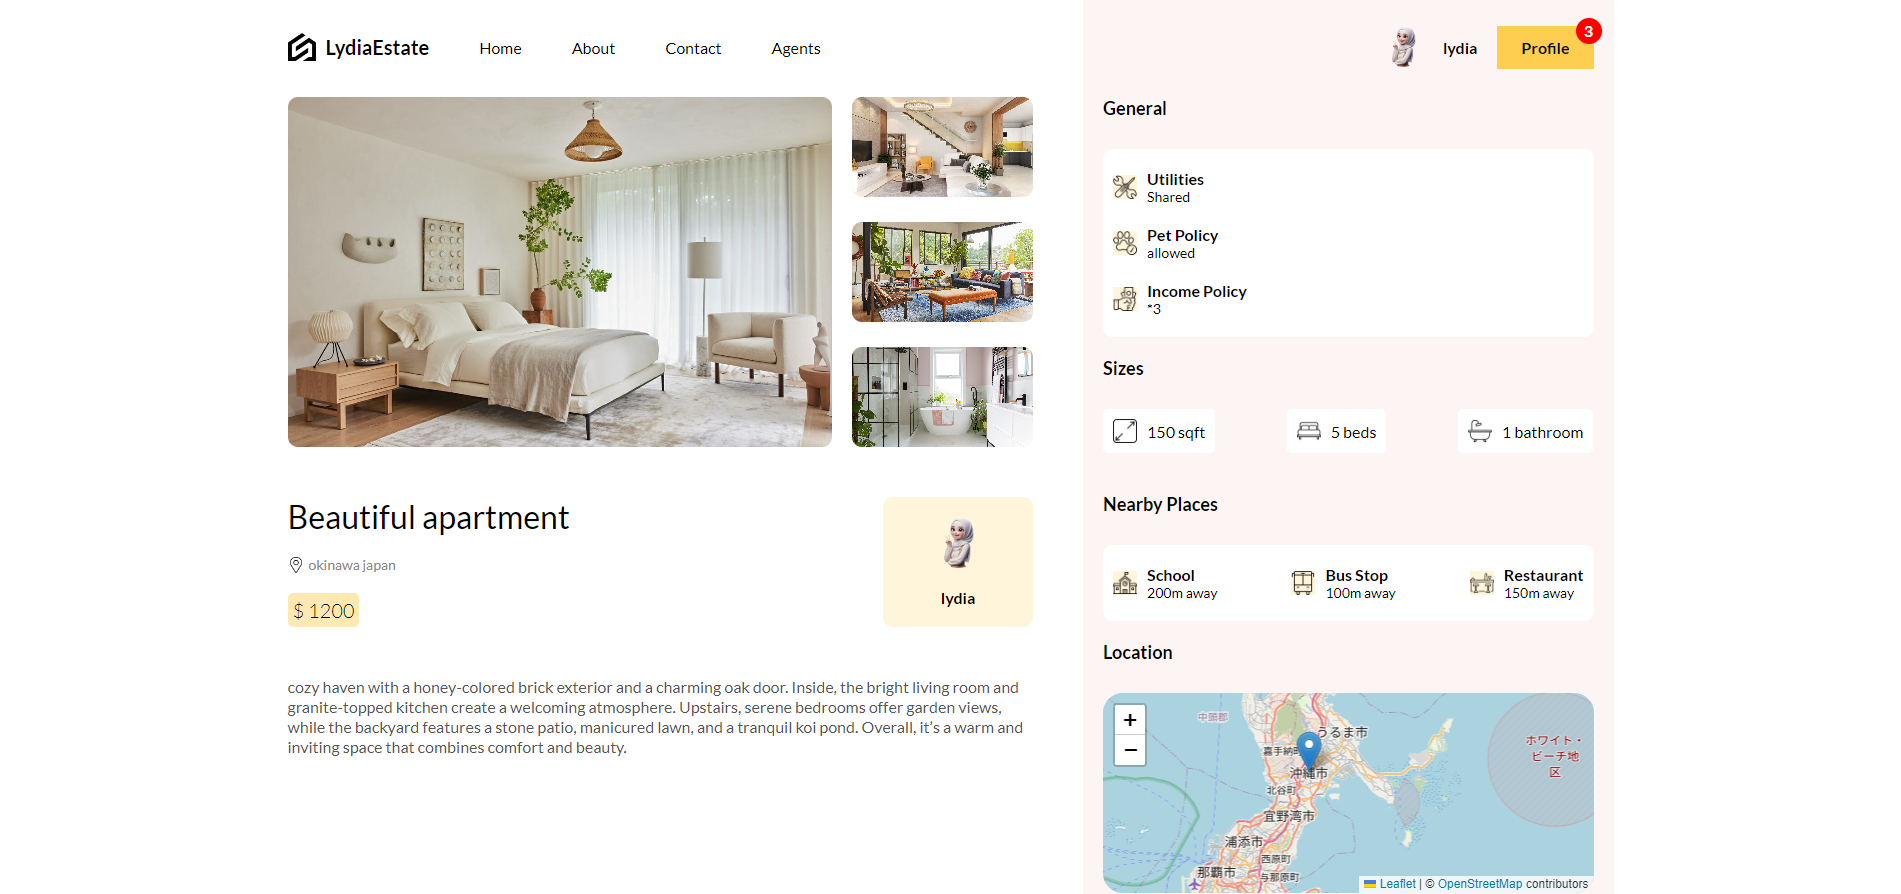 LydiaEstate
Home
About
Contact
Agents
lydia
Profile
3
Beautiful apartment
okinawa japan
$ 1200
lydia
cozy haven with a honey-colored brick exterior and a charming oak door. Inside, the bright living room and
granite-topped kitchen create a welcoming atmosphere. Upstairs, serene bedrooms offer garden views,
while the backyard features a stone patio, manicured lawn, and a tranquil koi pond. Overall, it’s a warm and
inviting space that combines comfort and beauty.
General
Utilities
Shared
Pet Policy
allowed
Income Policy
*3
Sizes
150 sqft
5 beds
1 bathroom
Nearby Places
School
200m away
Bus Stop
100m away
Restaurant
150m away
Location
+
−
中頭郡
うるま市
嘉手納町
沖縄市
北谷町
宜野湾市
浦添市
西原町
那覇市
与那原町
ホワイト・
ビーチ地
区
Leaflet | © OpenStreetMap contributors